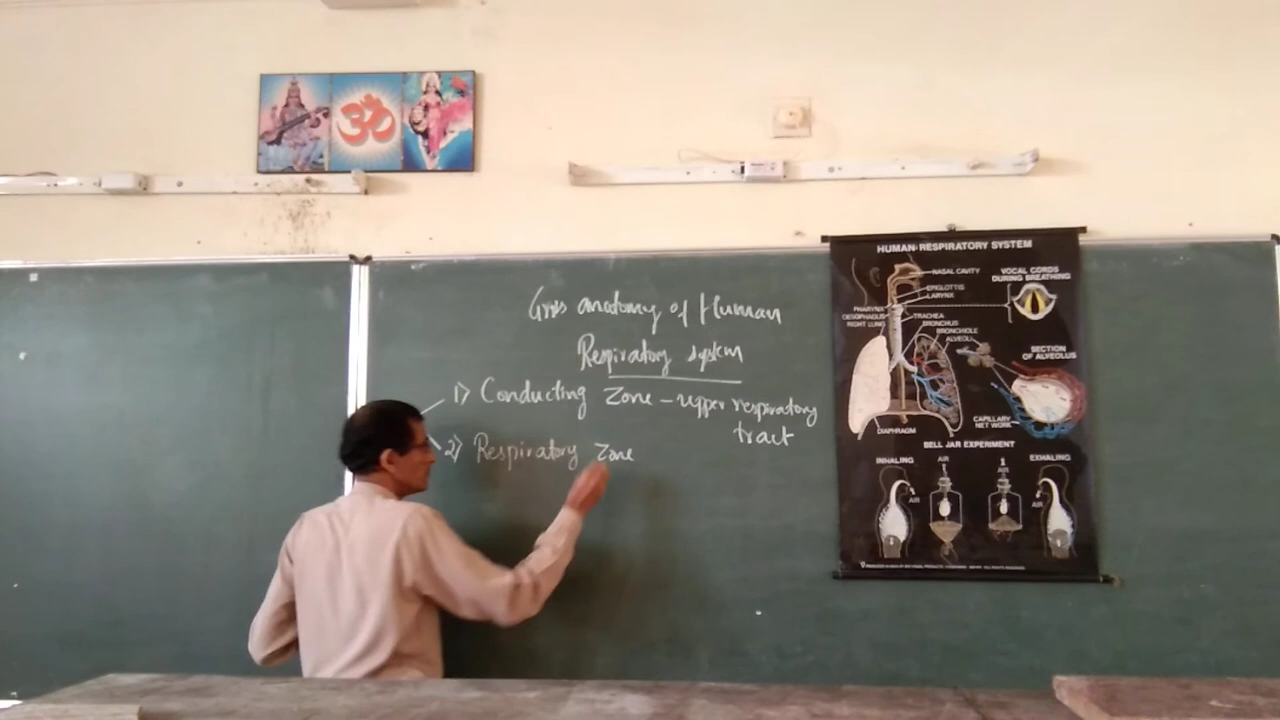 ॐ
Gross anatomy of Human
Respiratory system
1) Conducting Zone - upper respiratory
tract
2) Respiratory Zone
HUMAN RESPIRATORY SYSTEM
NASAL CAVITY
EPIGLOTTIS
LARYNX
PHARYNX
OESOPHAGUS
RIGHT LUNG
TRACHEA
BRONCHUS
BRONCHIOLE
ALVEOLI
DIAPHRAGM
VOCAL CORDS
DURING BREATHING
SECTION
OF ALVEOLUS
CAPILLARY
NET WORK
BELL JAR EXPERIMENT
INHALING
AIR
AIR
AIR
EXHALING
AIR